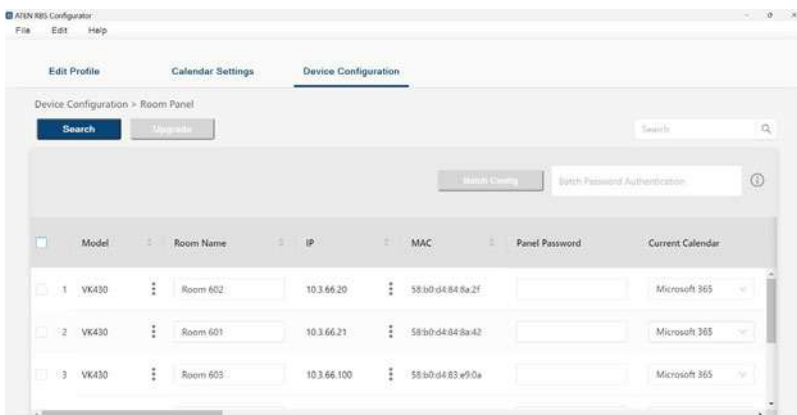 ATEN RBS Configurator
File Edit Help
Edit Profile Calendar Settings Device Configuration
Device Configuration > Room Panel
Search Upgrade Search
Batch Config Batch Password Authentication
Model Room Name IP MAC Panel Password Current Calendar
1 VK430 Room 602 10.3.66.20 58:b0:d4:84:8a:2f Microsoft 365
2 VK430 Room 601 10.3.66.21 58:b0:d4:84:8a:42 Microsoft 365
3 VK430 Room 603 10.3.66.100 58:b0:d4:83:e9:0a Microsoft 365